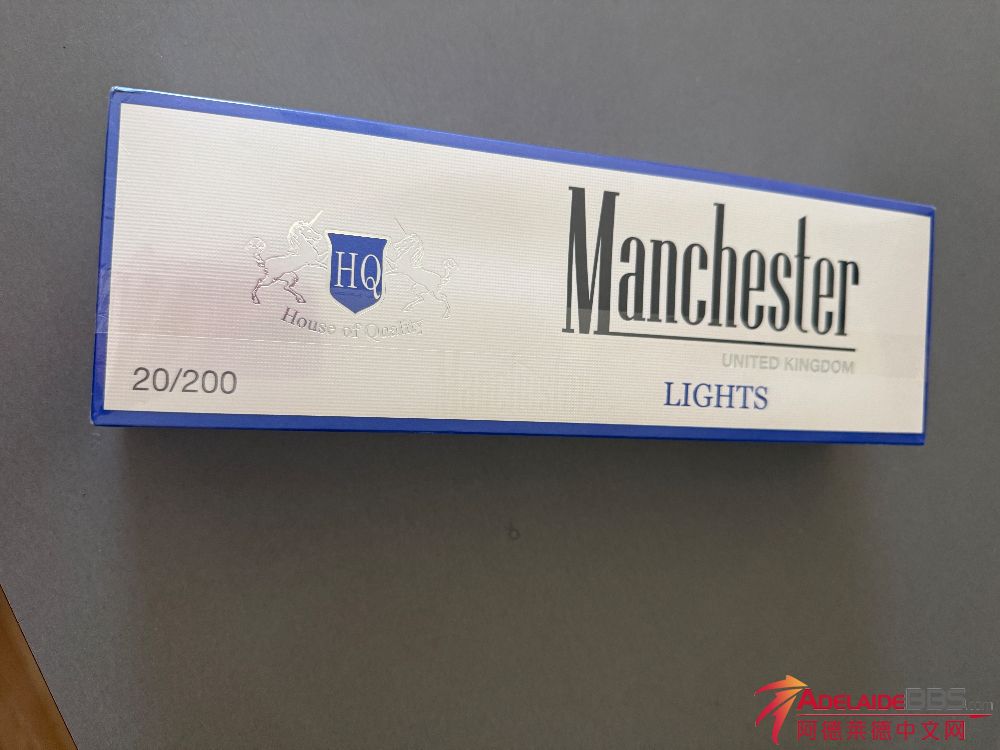 HQ
House of Quality
20/200
Manchester
UNITED KINGDOM
LIGHTS
ADELAIDEBBS.com
阿德莱德中文网